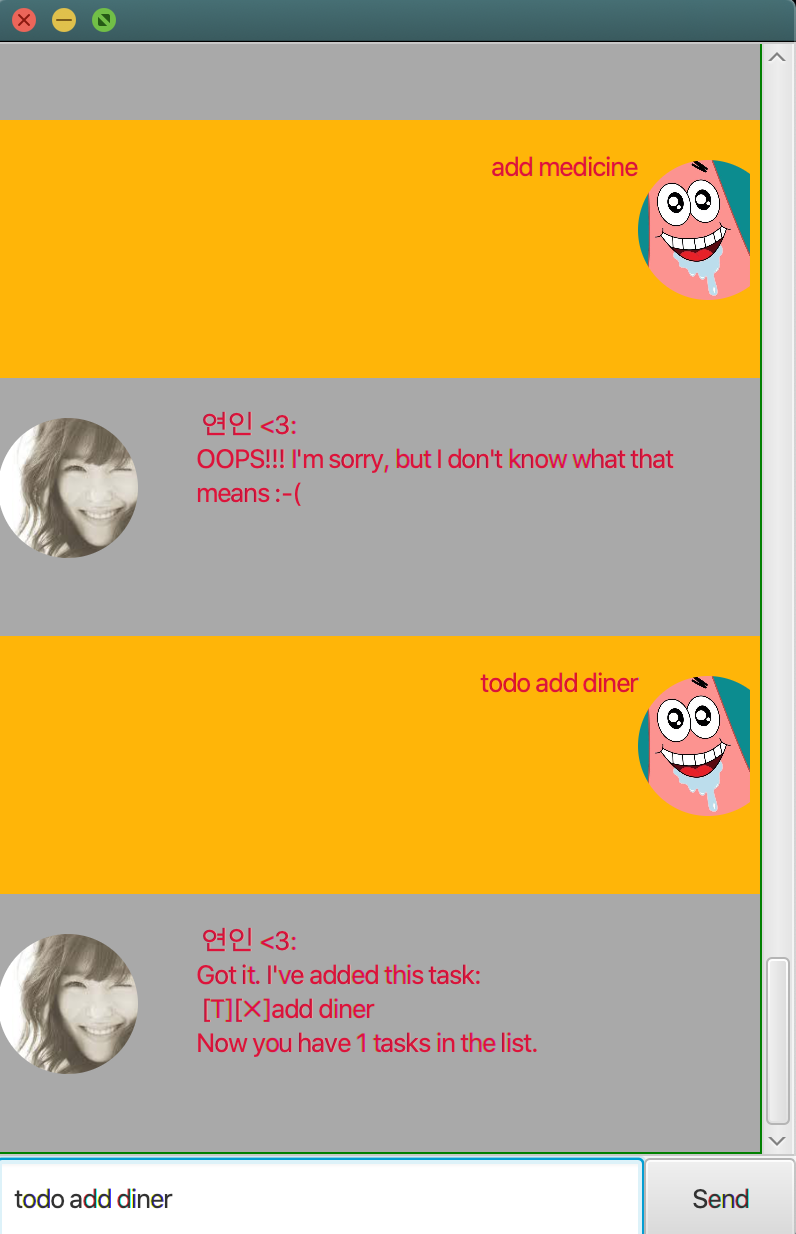 add medicine
연인 <3:
OOPS!!! I'm sorry, but I don't know what that
means :-(
todo add diner
연인 <3:
Got it. I've added this task:
[T][✕]add diner
Now you have 1 tasks in the list.
todo add diner
Send